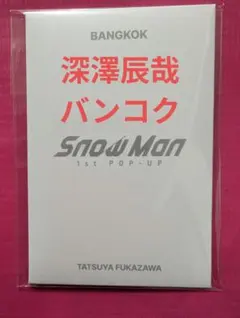 BANGKOK
深澤辰哉
バンコク
Snow Man
1st POP-UP
TATSUYA FUKAZAWA